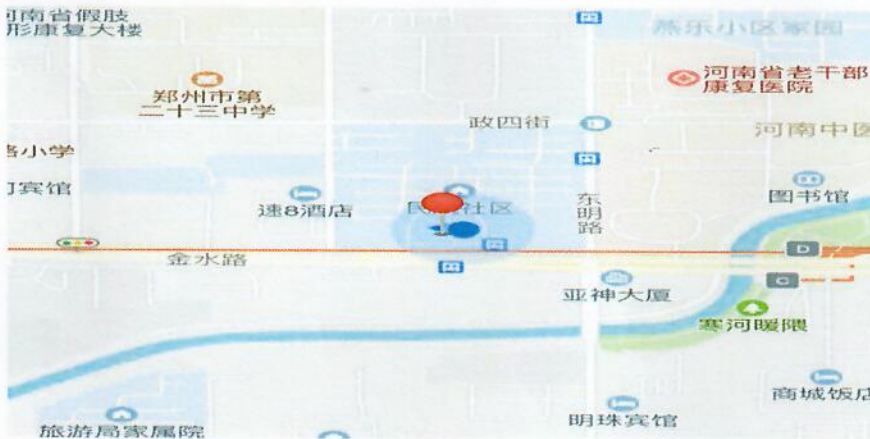 河南省假肢
形康复大楼
燕乐小区家园
河南省老干部
康复医院
郑州市第
二十三中学
政四街
河南中医
路小学
宾馆
图书馆
速8酒店
社区
东明路
金水路
D
C
亚神大厦
寒河暖隈
商城饭店
旅游局家属院
明珠宾馆